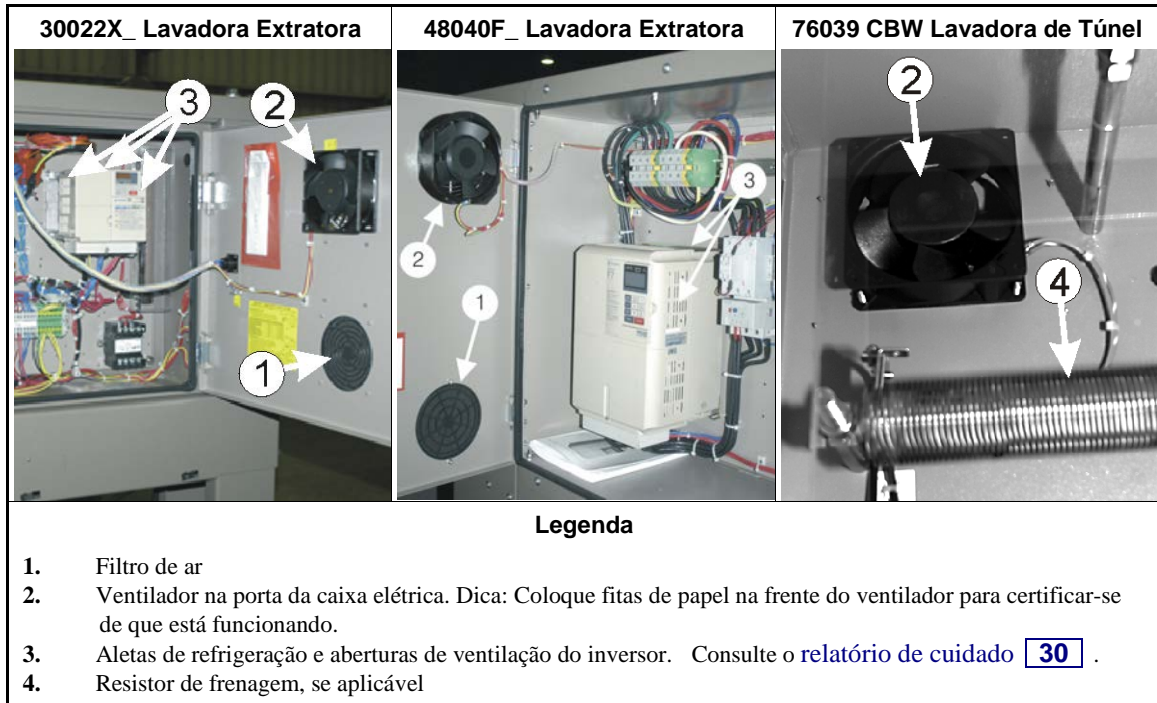 30022X_ Lavadora Extratora
48040F_ Lavadora Extratora
76039 CBW Lavadora de Túnel
3
2
1
2
1
3
2
4
Legenda
1. Filtro de ar
2. Ventilador na porta da caixa elétrica. Dica: Coloque fitas de papel na frente do ventilador para certificar-se
de que está funcionando.
3. Aletas de refrigeração e aberturas de ventilação do inversor. Consulte o relatório de cuidado 30 .
4. Resistor de frenagem, se aplicável